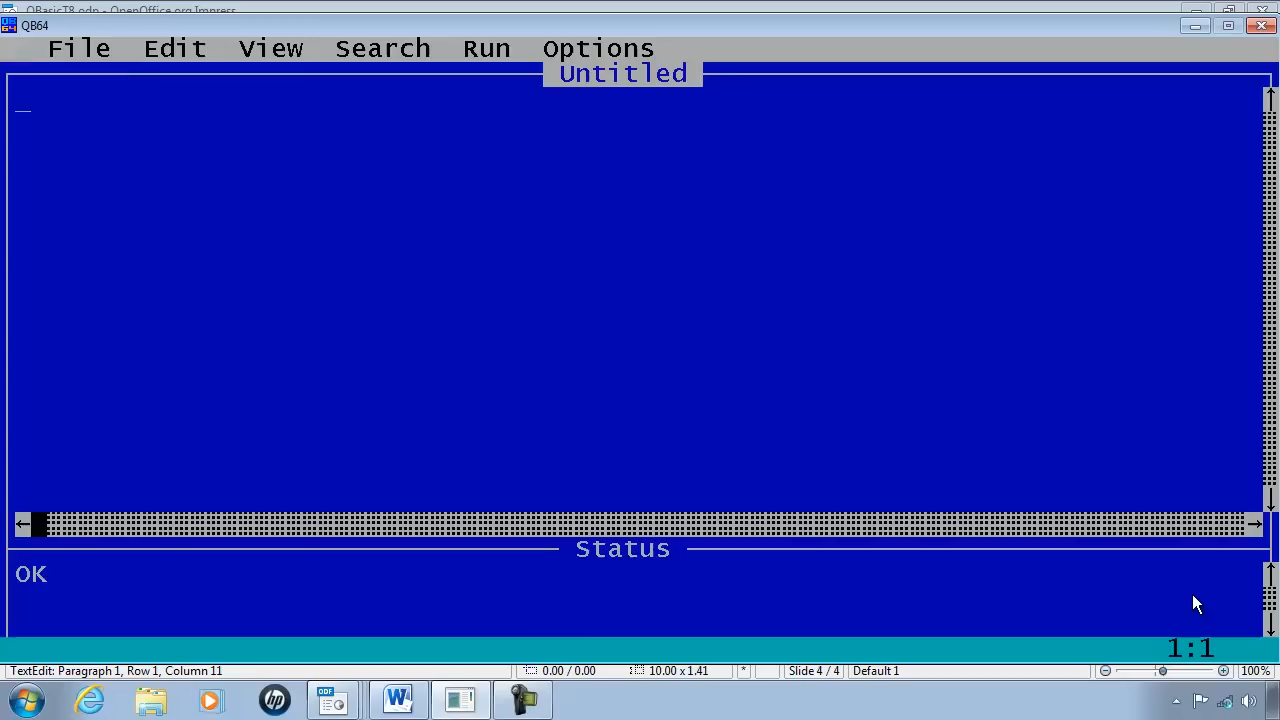 QBasicT8.odp - OpenOffice.org Impress
QB64
File Edit View Search Run Options
Untitled
Status
OK
1:1
TextEdit: Paragraph 1, Row 1, Column 11 0.00 / 0.00 10.00 x 1.41 * Slide 4 / 4 Default 1 100%
hp ODF W